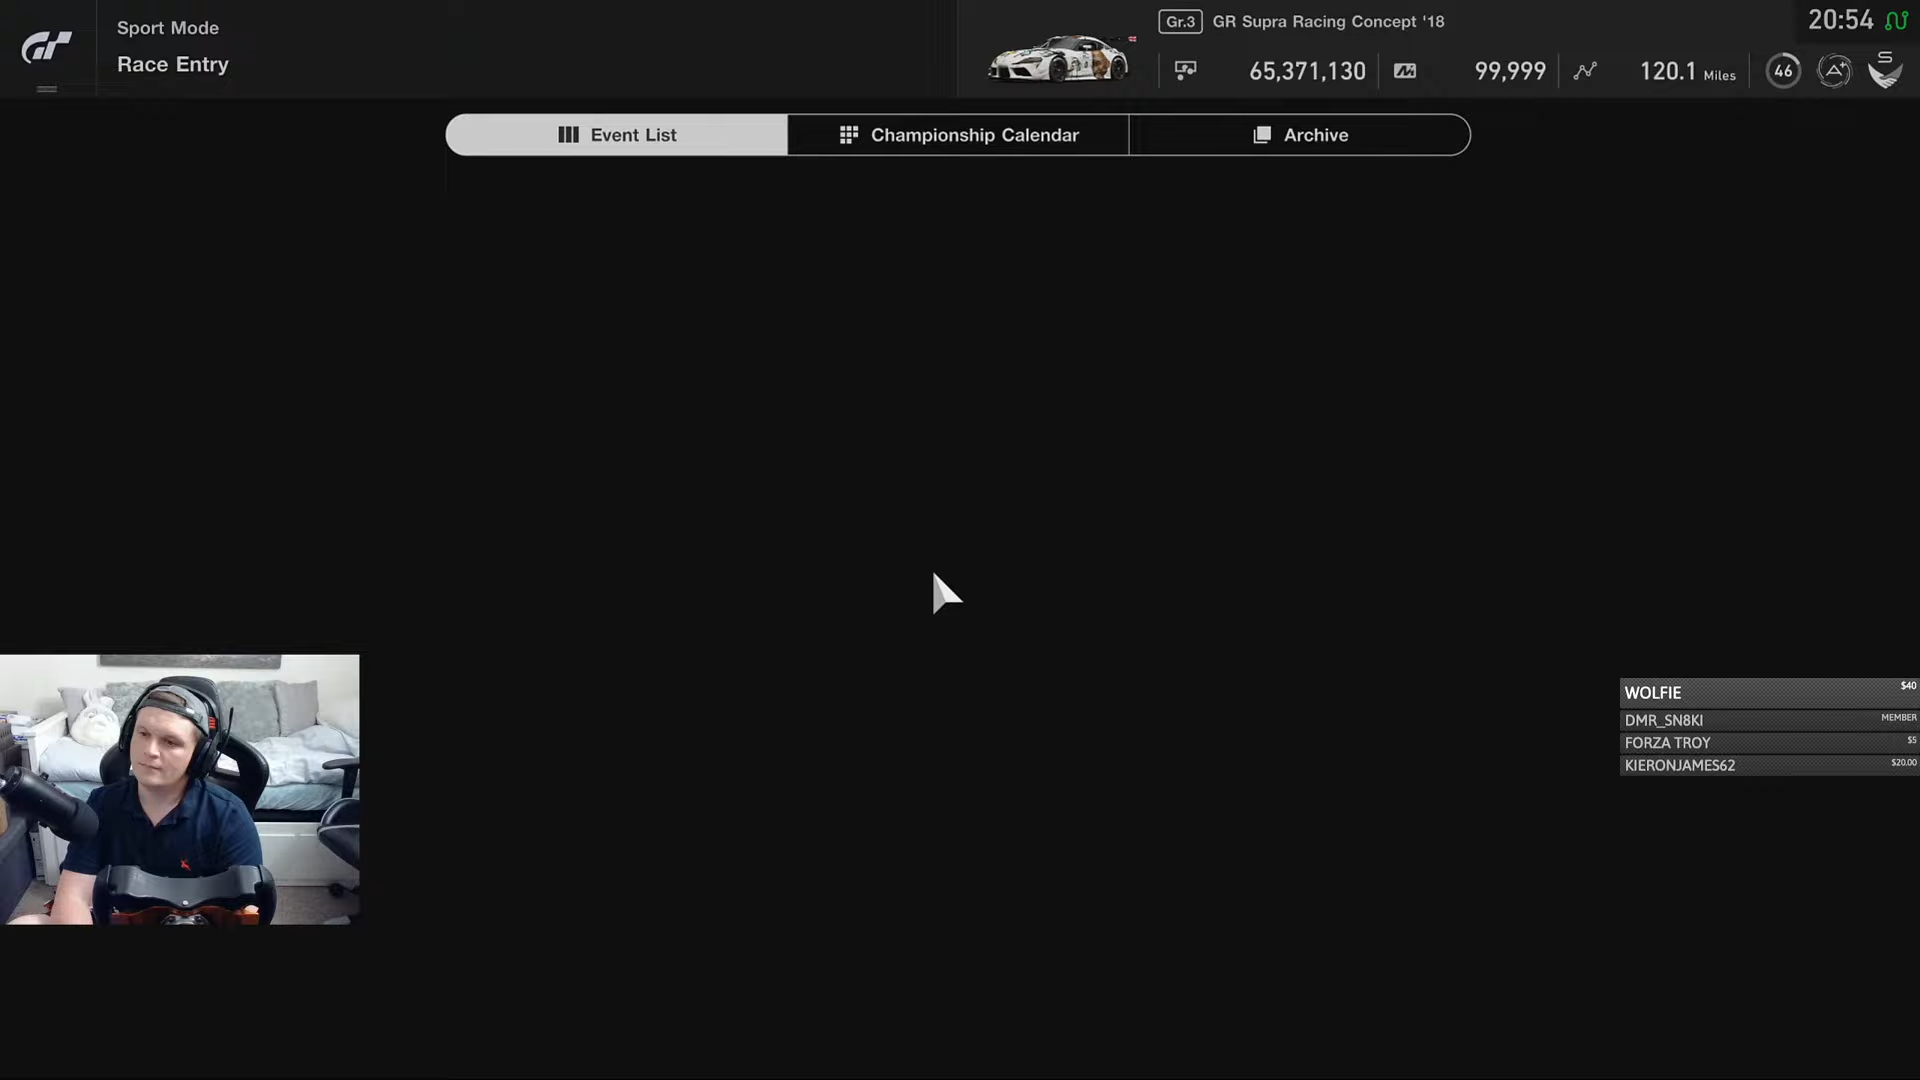 Sport Mode
Race Entry
Gr.3 GR Supra Racing Concept '18
20:54
65,371,130
99,999
120.1 Miles
46
A+
S
Event List
Championship Calendar
Archive
WOLFIE $40
DMR_SN8KI MEMBER
FORZA TROY $5
KIERONJAMES62 $20.00